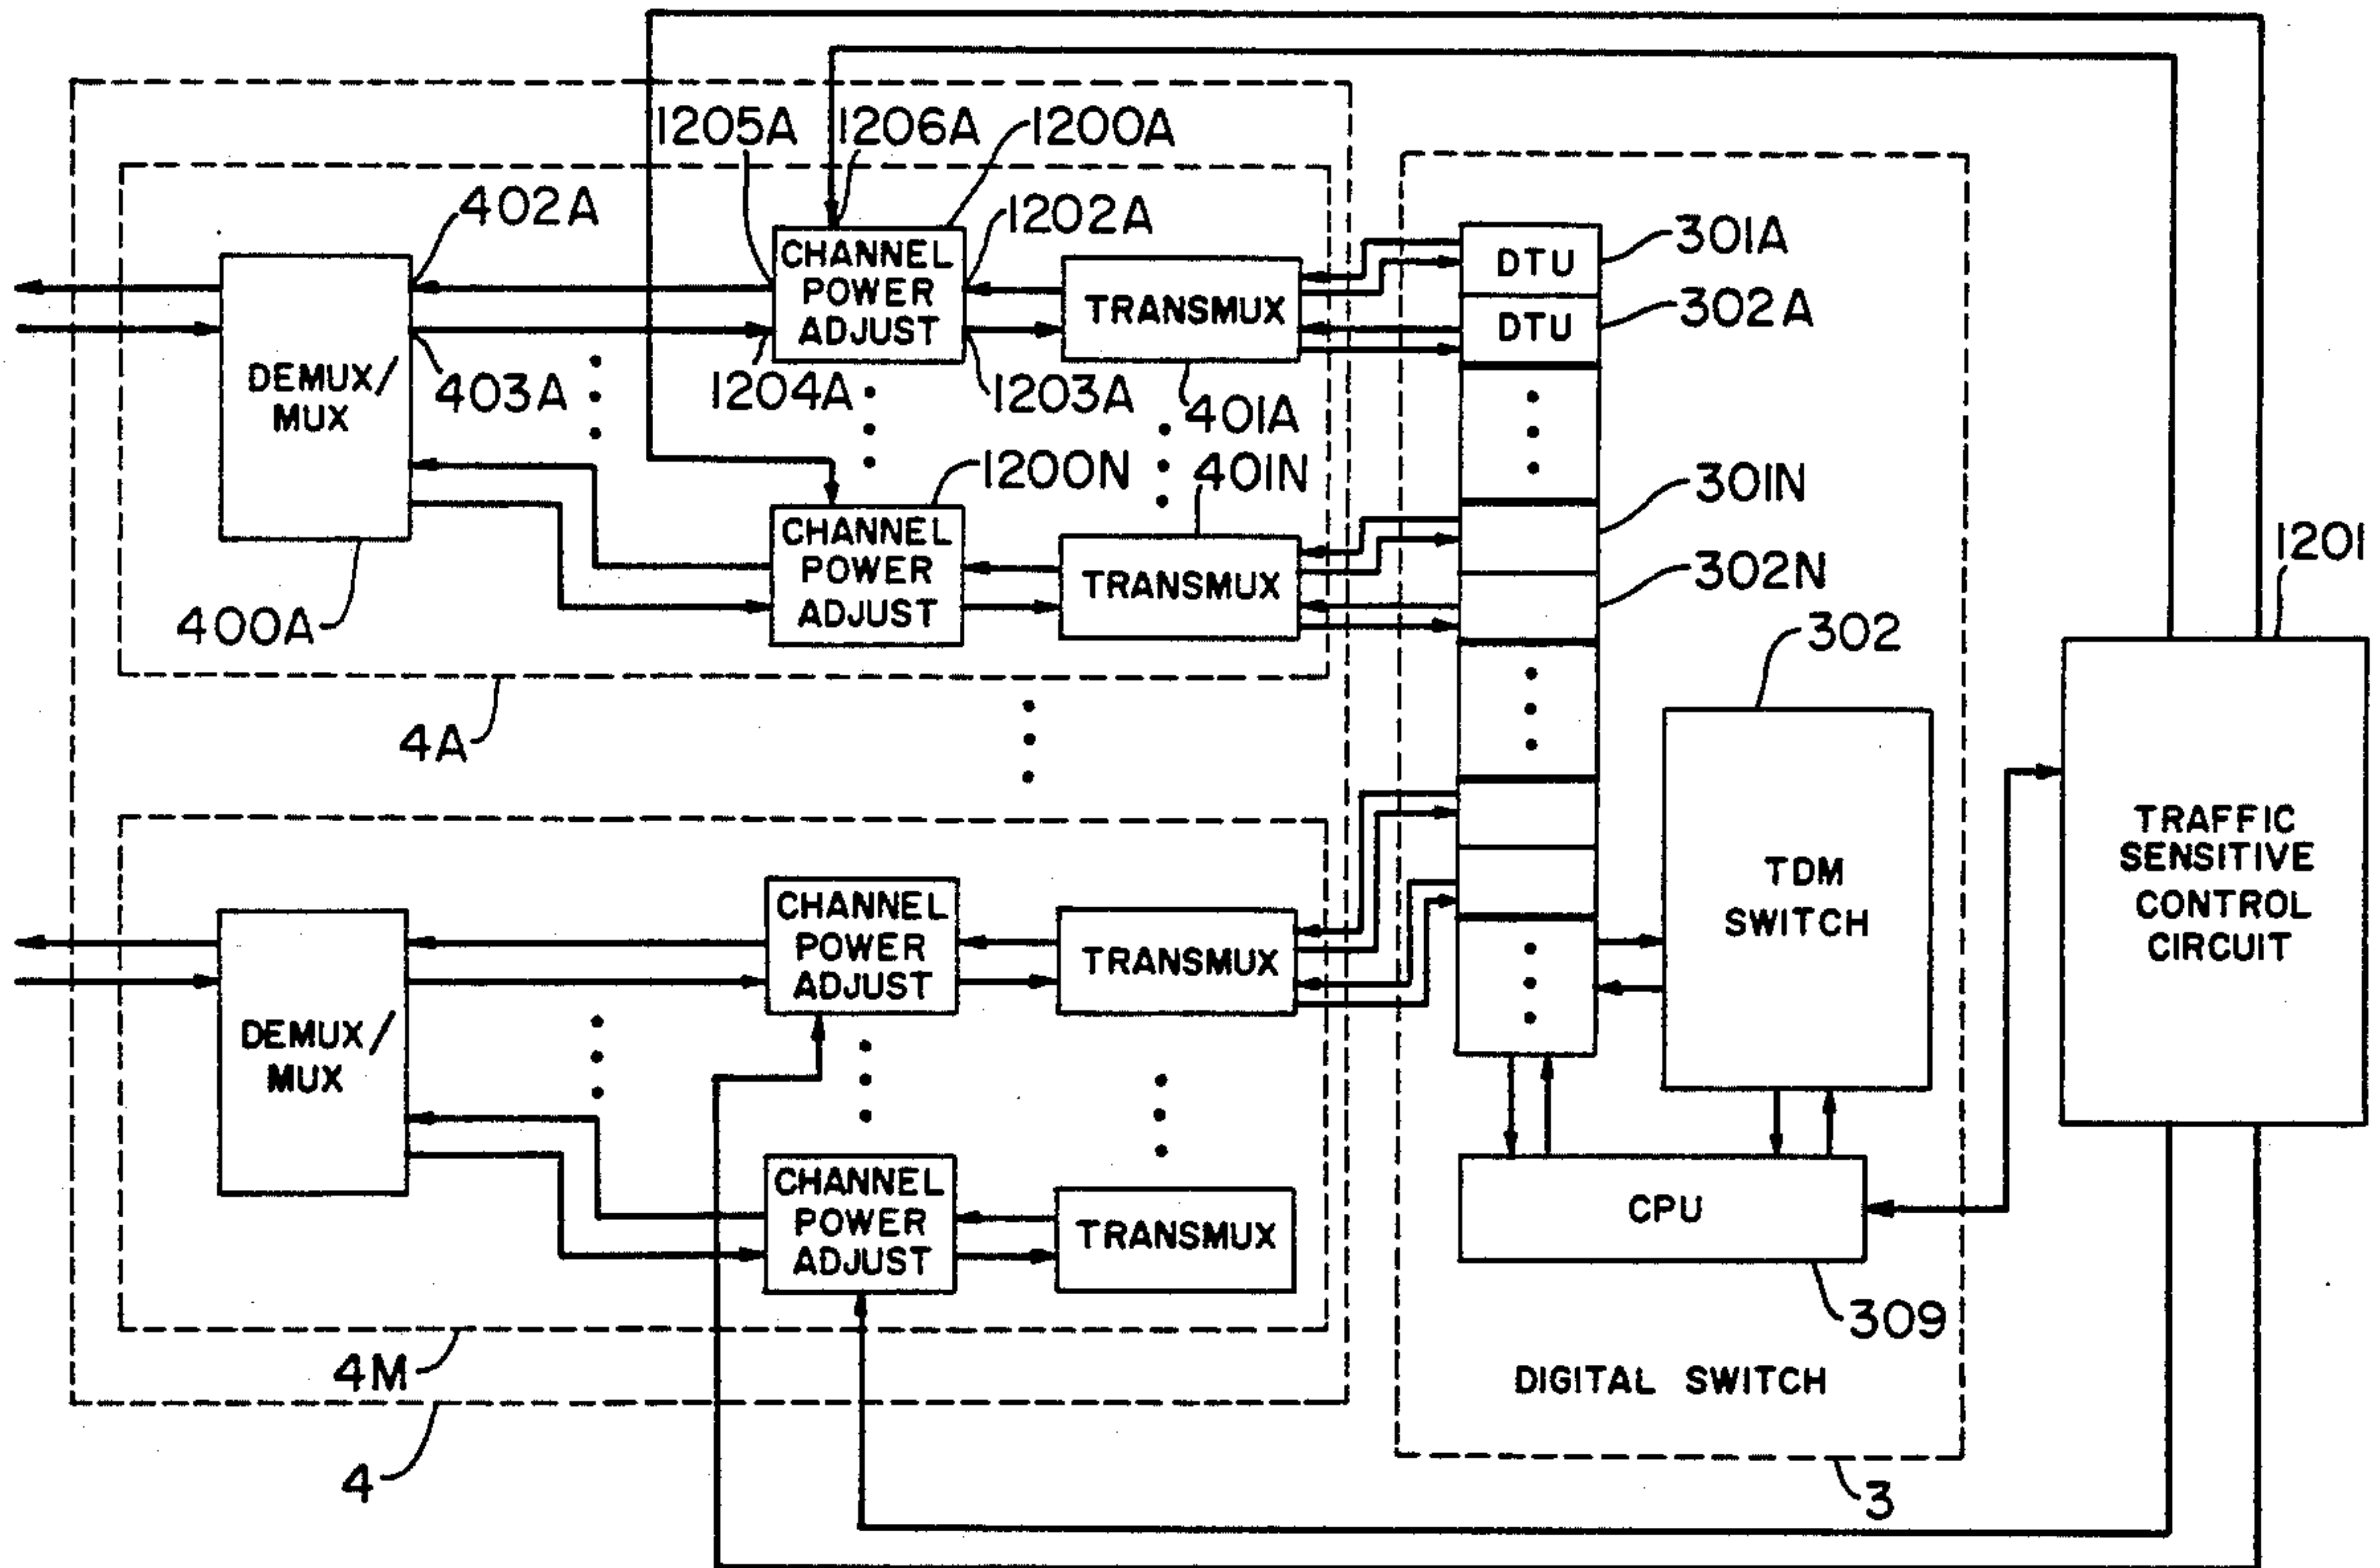 1205A
1206A
1200A
402A
1202A
301A
CHANNEL
POWER
ADJUST
TRANSMUX
DTU
DTU
302A
DEMUX/
MUX
403A
1204A
1203A
401A
1200N
401N
301N
CHANNEL
POWER
ADJUST
TRANSMUX
302N
1201
400A
302
4A
TRAFFIC
SENSITIVE
CONTROL
CIRCUIT
TDM
SWITCH
CHANNEL
POWER
ADJUST
TRANSMUX
DEMUX/
MUX
CHANNEL
POWER
ADJUST
TRANSMUX
CPU
309
4M
DIGITAL SWITCH
4
3